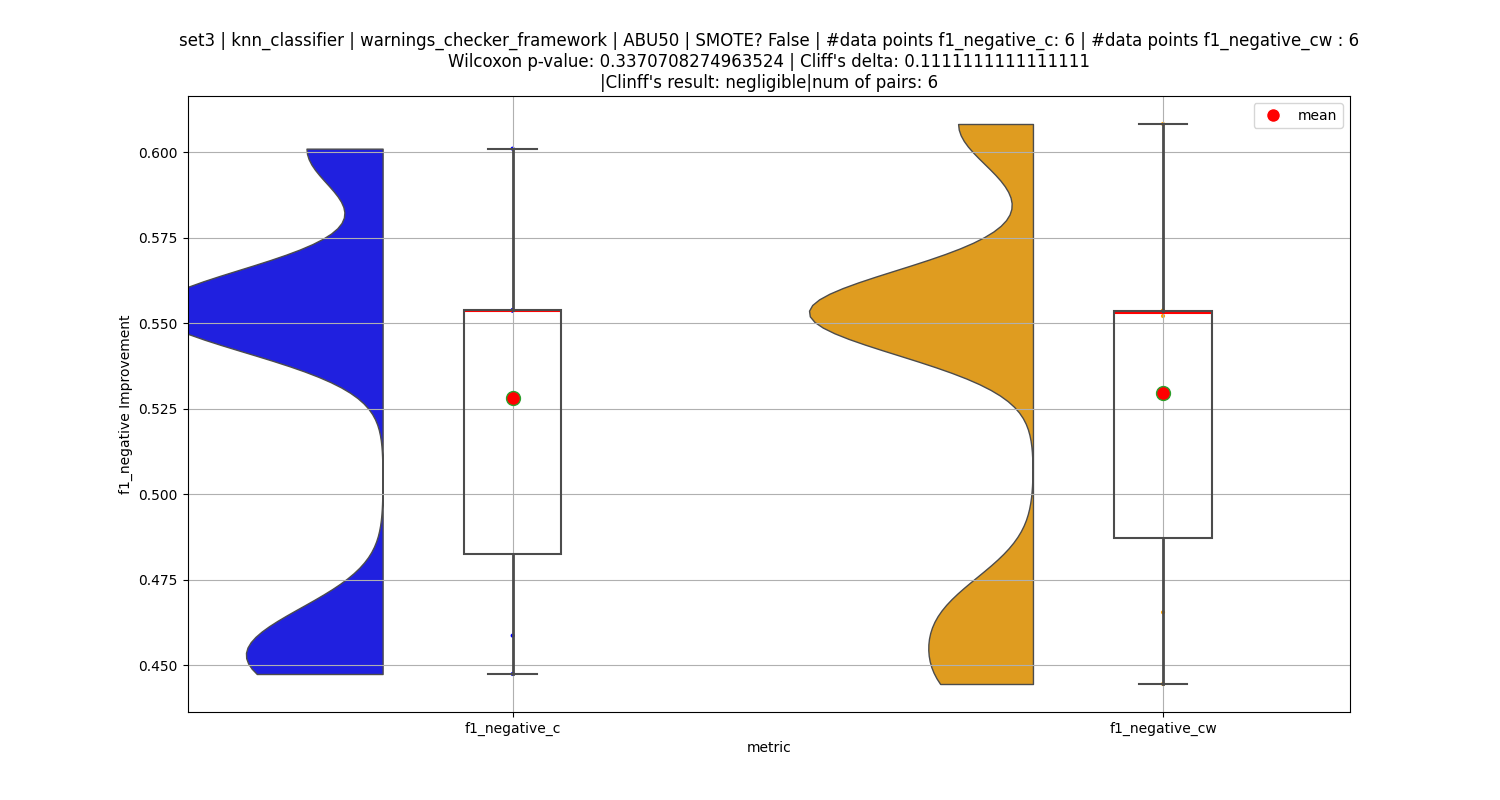 set3 | knn_classifier | warnings_checker_framework | ABU50 | SMOTE? False | #data points f1_negative_c: 6 | #data points f1_negative_cw : 6
Wilcoxon p-value: 0.3370708274963524 | Cliff's delta: 0.1111111111111111
|Clinff's result: negligible|num of pairs: 6
mean
0.600
0.575
0.550
0.525
0.500
0.475
0.450
f1_negative Improvement
f1_negative_c
f1_negative_cw
metric